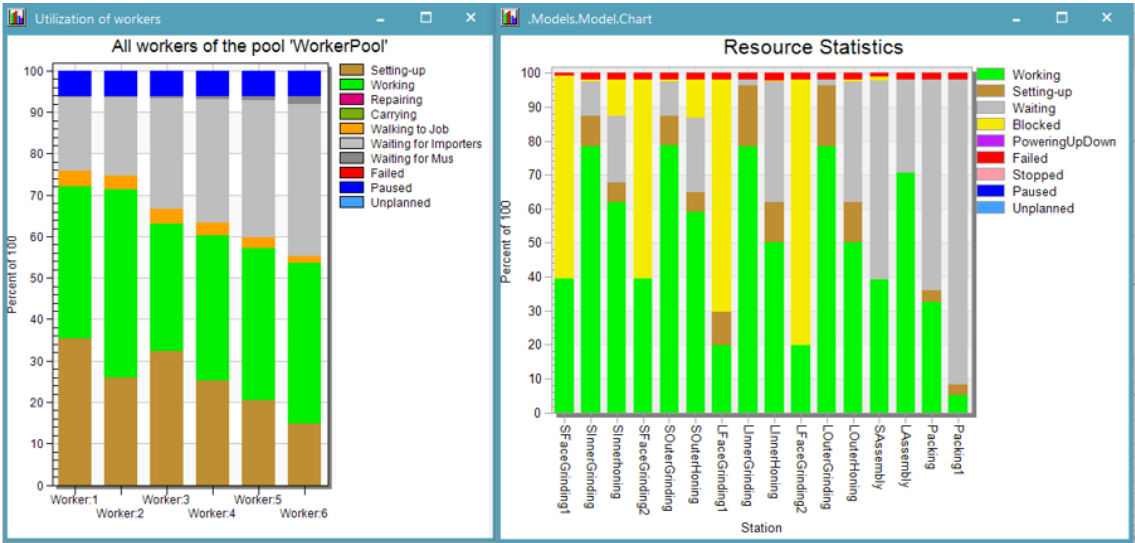 Utilization of workers
All workers of the pool 'WorkerPool'
Percent of 100
100
90
80
70
60
50
40
30
20
10
0
Worker:1 Worker:3 Worker:5
Worker:2 Worker:4 Worker:6
Setting-up
Working
Repairing
Carrying
Walking to Job
Waiting for Importers
Waiting for Mus
Failed
Paused
Unplanned
.Models.Model.Chart
Resource Statistics
Percent of 100
100
90
80
70
60
50
40
30
20
10
0
SFaceGrinding1
SInnerGrinding
SInnerhoning
SFaceGrinding2
SOuterGrinding
SOuterHoning
LFaceGrinding1
LInnerGrinding
LInnerHoning
LFaceGrinding2
LOuterGrinding
LOuterHoning
SAssembly
LAssembly
Packing
Packing1
Station
Working
Setting-up
Waiting
Blocked
PoweringUpDown
Failed
Stopped
Paused
Unplanned